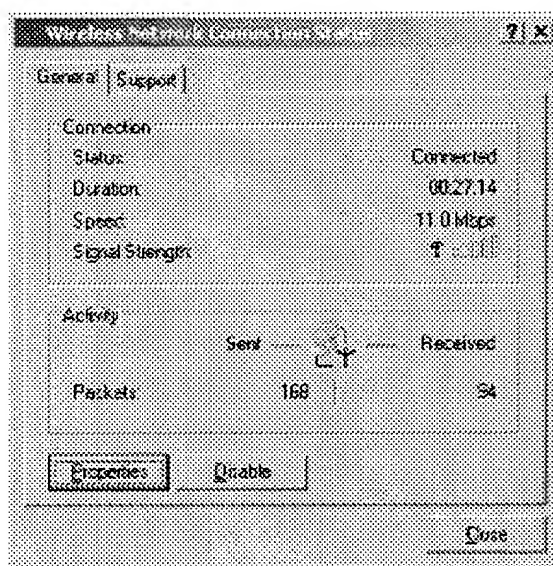 Wireless Network Connection Status ? ×
General Support
Connection
Status: Connected
Duration: 00:27:14
Speed: 11.0 Mbps
Signal Strength:
Activity
Sent Received
Packets: 168 94
Properties Disable
Close